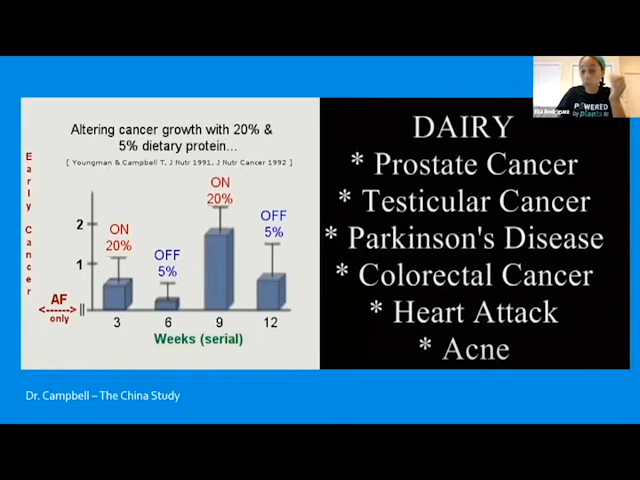 Altering cancer growth with 20% &
5% dietary protein…
[ Youngman & Campbell T, J Nutr 1991, J Nutr Cancer 1992 ]
Early Cancer
2
1
ON
20%
OFF
5%
ON
20%
OFF
5%
AF
only
3 6 9 12
Weeks (serial)
DAIRY
* Prostate Cancer
* Testicular Cancer
* Parkinson's Disease
* Colorectal Cancer
* Heart Attack
* Acne
Dr. Campbell – The China Study
POWERED
by plants
Ella Rodriguez